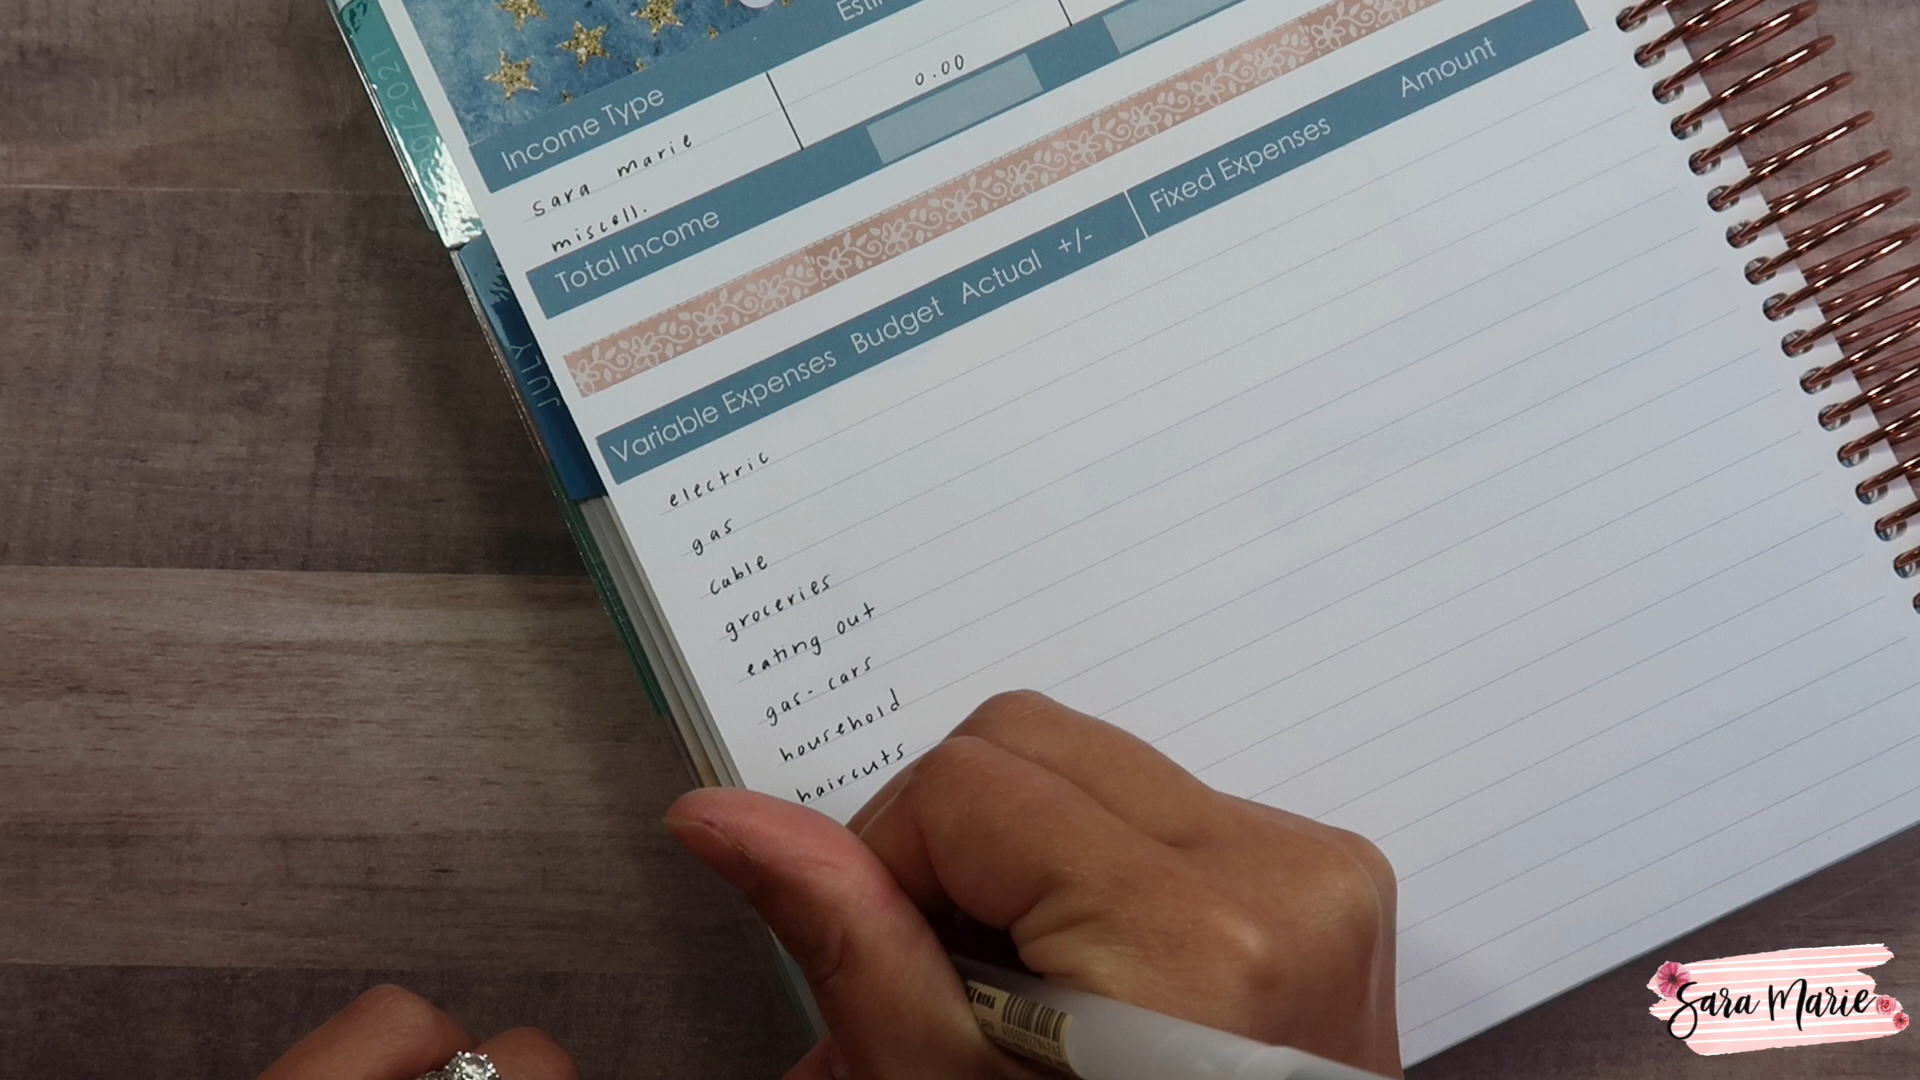 2021
Income Type
0.00
sara marie
miscell.
Total Income
JULY
Variable Expenses Budget Actual +/- Fixed Expenses Amount
electric
gas
cable
groceries
eating out
gas- cars
household
haircuts
Sara Marie